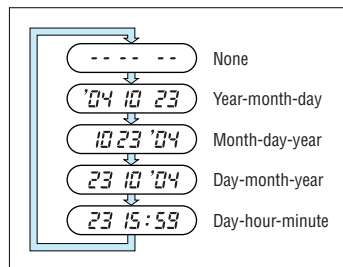 -- -- -- None
'04 10 23 Year-month-day
10 23 '04 Month-day-year
23 10 '04 Day-month-year
23 15:59 Day-hour-minute